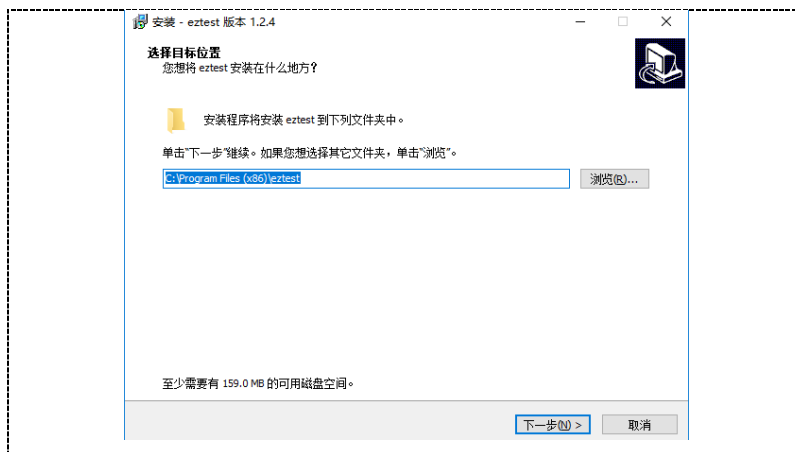 安装 - eztest 版本 1.2.4
选择目标位置
您想将 eztest 安装在什么地方？
安装程序将安装 eztest 到下列文件夹中。
单击“下一步”继续。如果您想选择其它文件夹，单击“浏览”。
C:\Program Files (x86)\eztest
浏览(R)...
至少需要有 159.0 MB 的可用磁盘空间。
下一步(N) >
取消